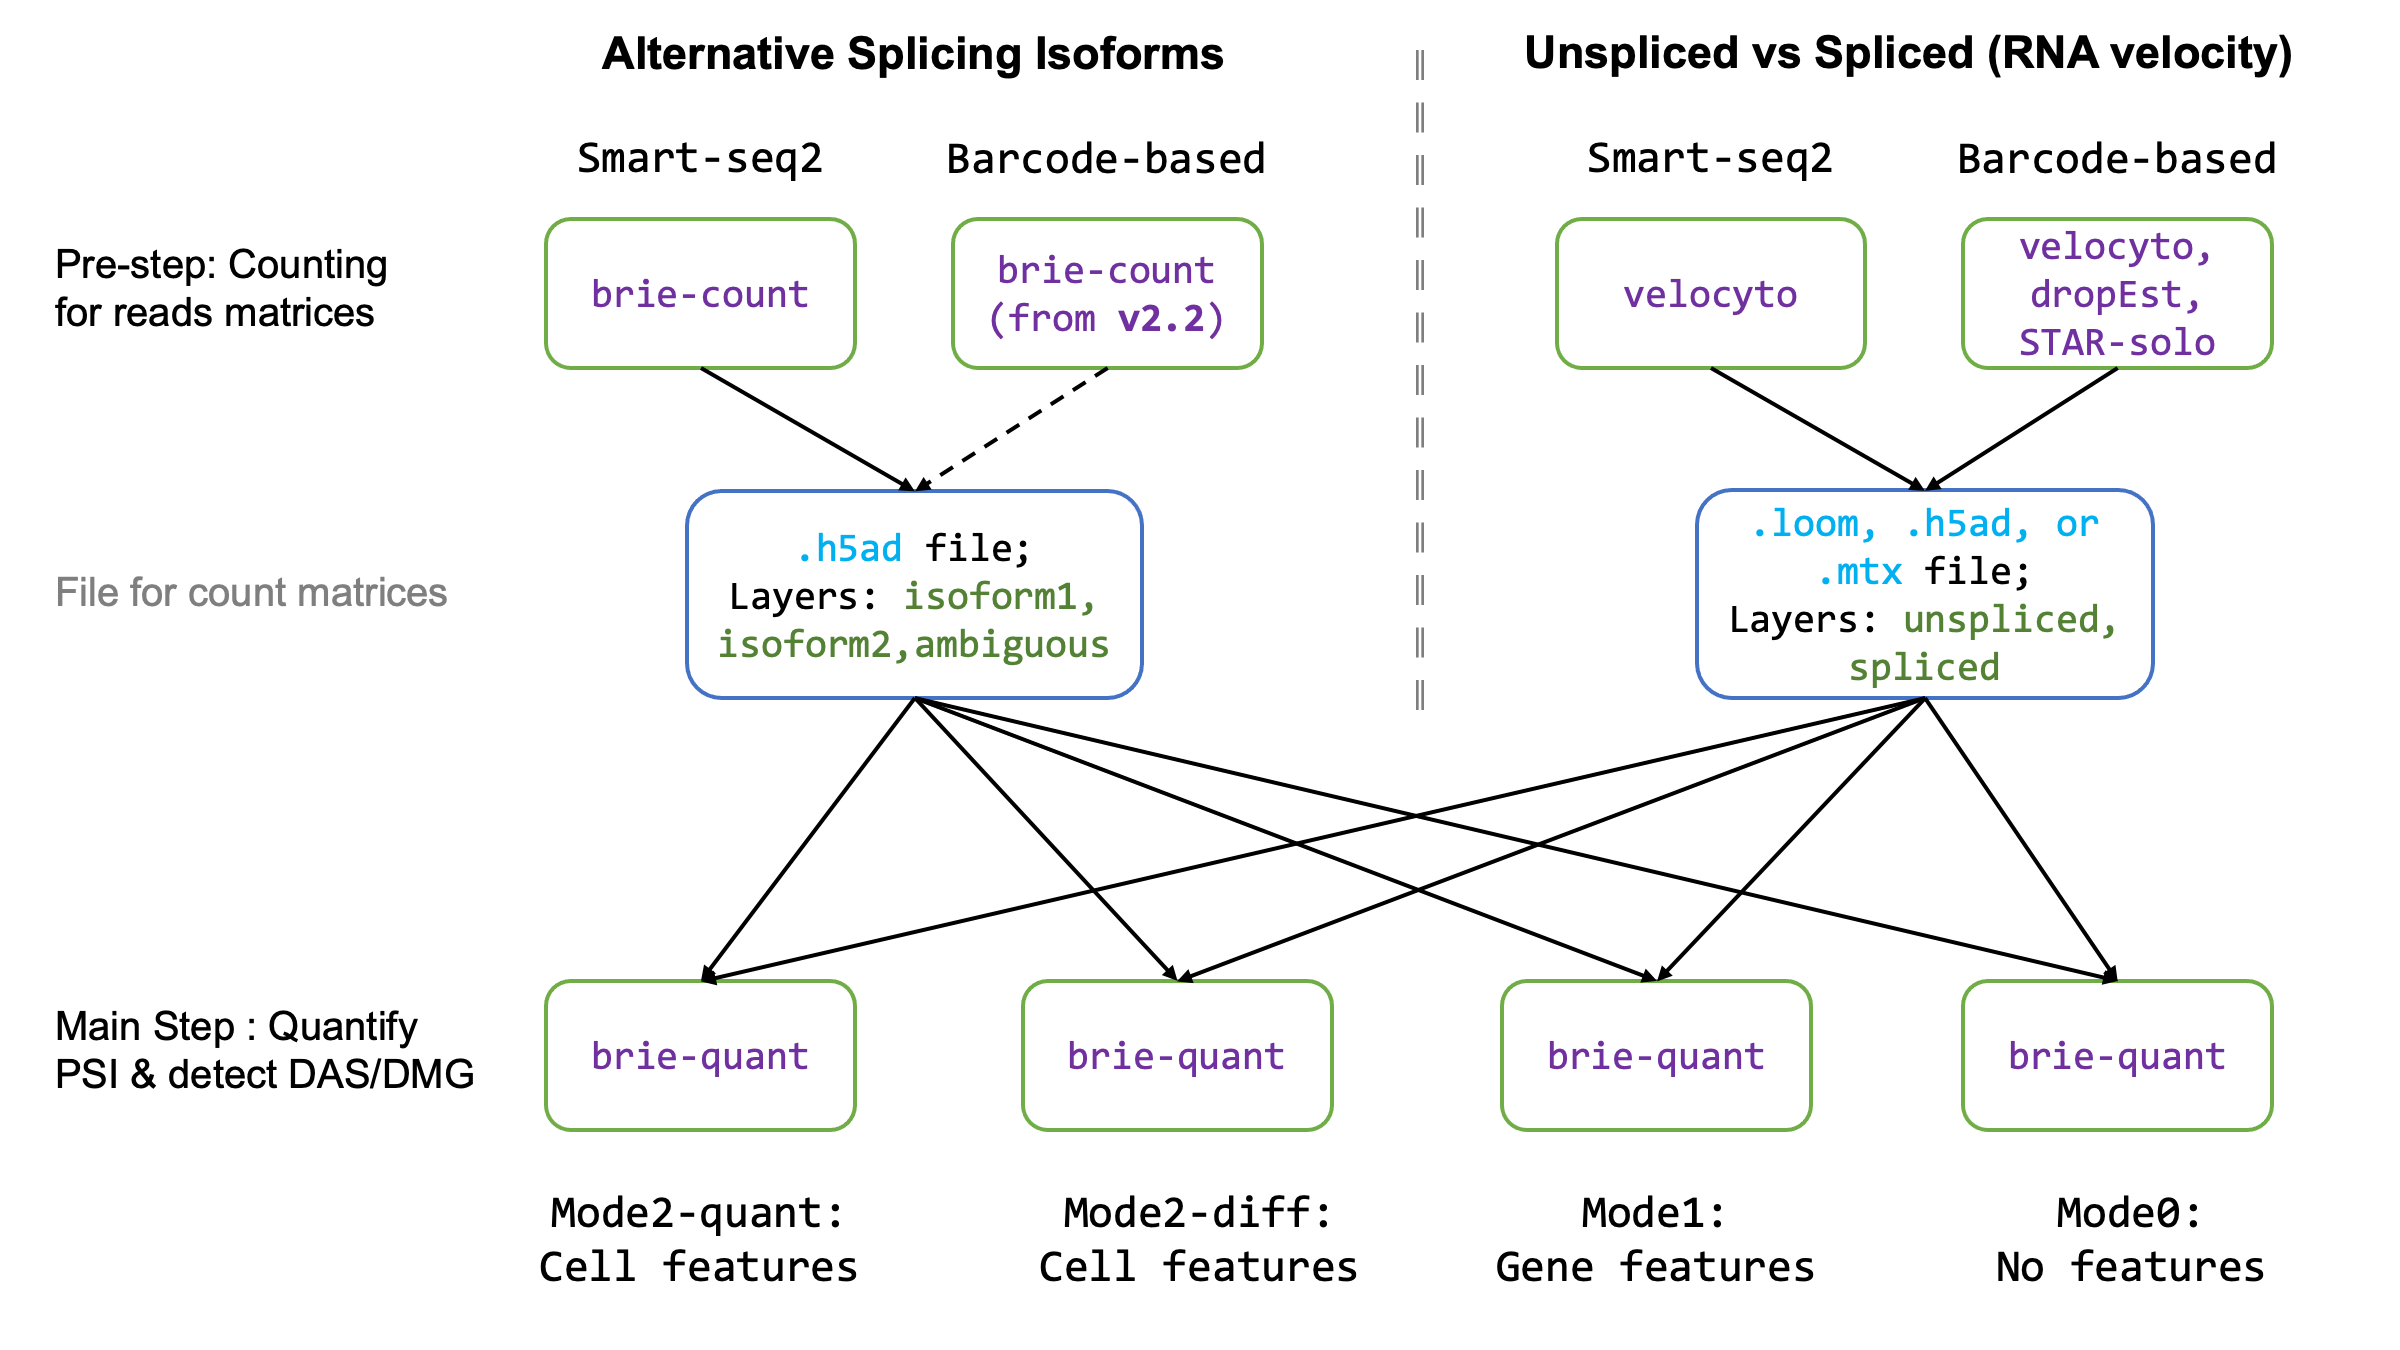 Alternative Splicing Isoforms
Unspliced vs Spliced (RNA velocity)
Smart-seq2
Barcode-based
Smart-seq2
Barcode-based
Pre-step: Counting
for reads matrices
brie-count
brie-count
(from v2.2)
velocyto
velocyto,
dropEst,
STAR-solo
File for count matrices
.h5ad file;
Layers: isoform1,
isoform2,ambiguous
.loom, .h5ad, or
.mtx file;
Layers: unspliced,
spliced
Main Step : Quantify
PSI & detect DAS/DMG
brie-quant
brie-quant
brie-quant
brie-quant
Mode2-quant:
Cell features
Mode2-diff:
Cell features
Mode1:
Gene features
Mode0:
No features